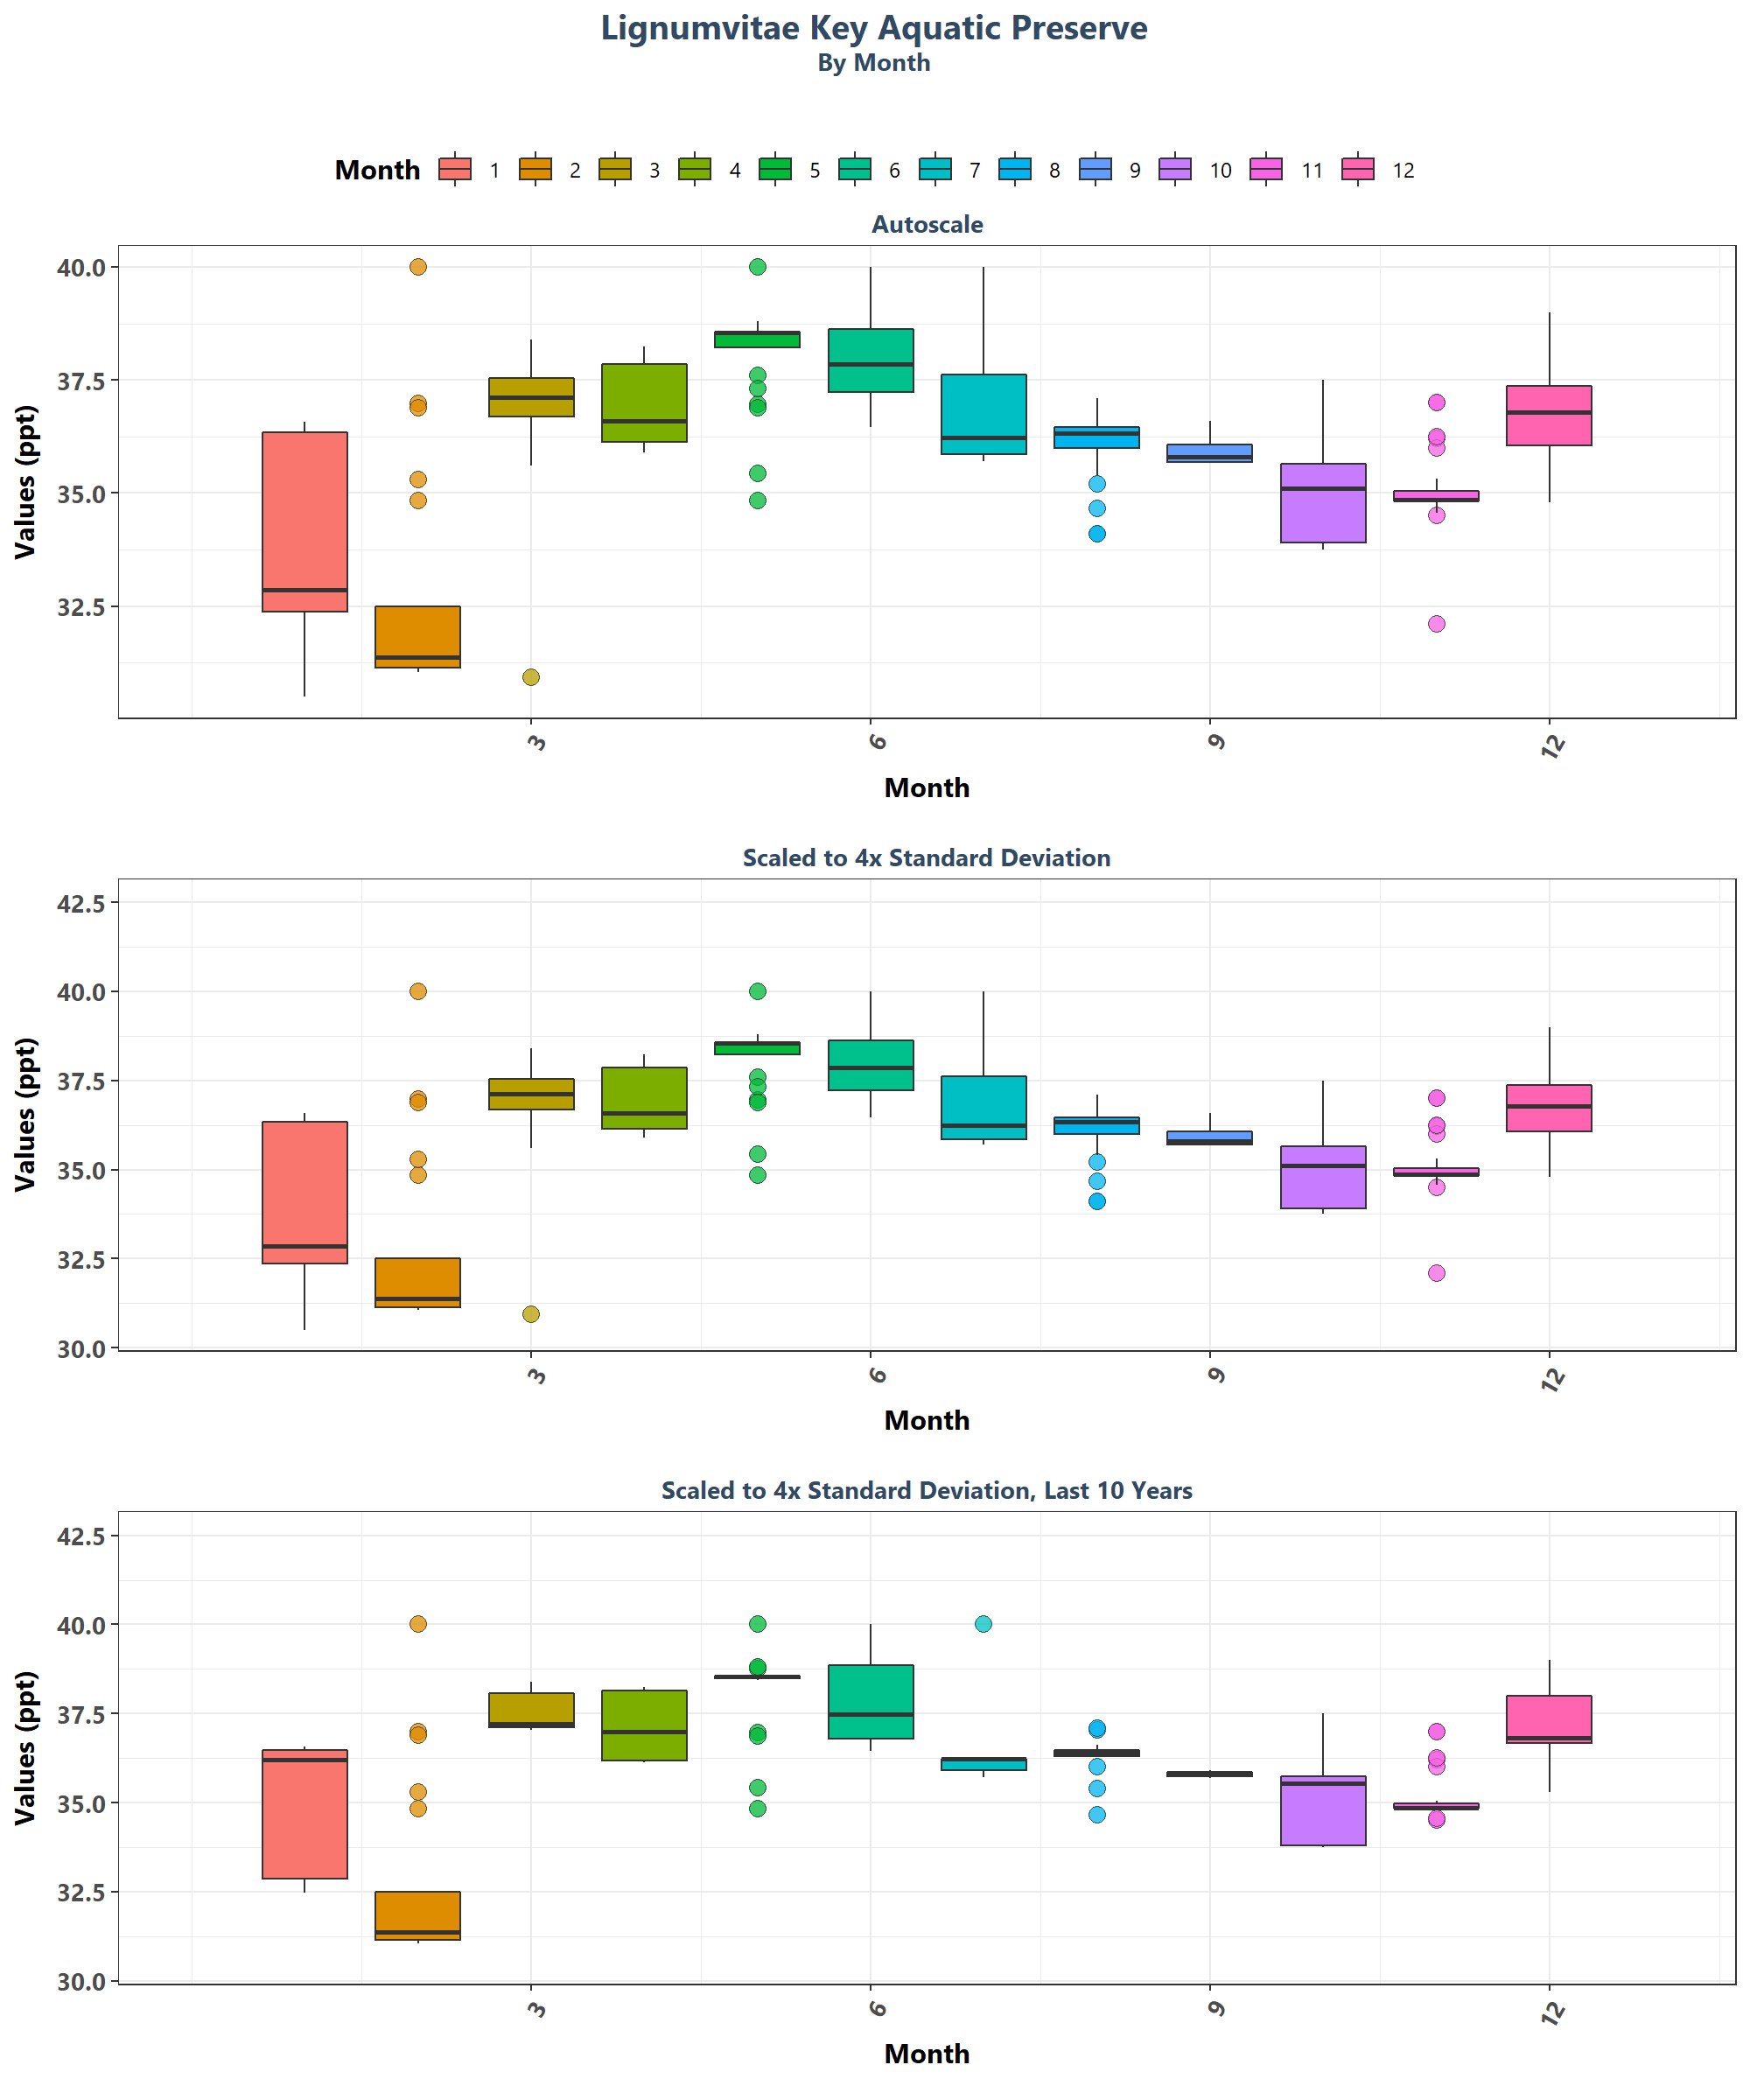 Lignumvitae Key Aquatic Preserve
By Month
Month 1 2 3 4 5 6 7 8 9 10 11 12
Autoscale
Values (ppt)
40.0
37.5
35.0
32.5
3 6 9 12
Month
Scaled to 4x Standard Deviation
Values (ppt)
42.5
40.0
37.5
35.0
32.5
30.0
3 6 9 12
Month
Scaled to 4x Standard Deviation, Last 10 Years
Values (ppt)
42.5
40.0
37.5
35.0
32.5
30.0
3 6 9 12
Month